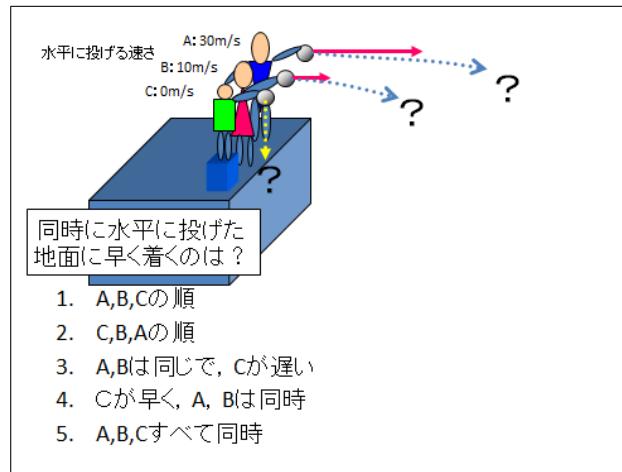 水平に投げる速さ
A: 30m/s
B: 10m/s
C: 0m/s
?
?
?
同時に水平に投げた
地面に早く着くのは？
1. A,B,Cの順
2. C,B,Aの順
3. A,Bは同じで, Cが遅い
4. Ｃが早く, A, Bは同時
5. A,B,Cすべて同時